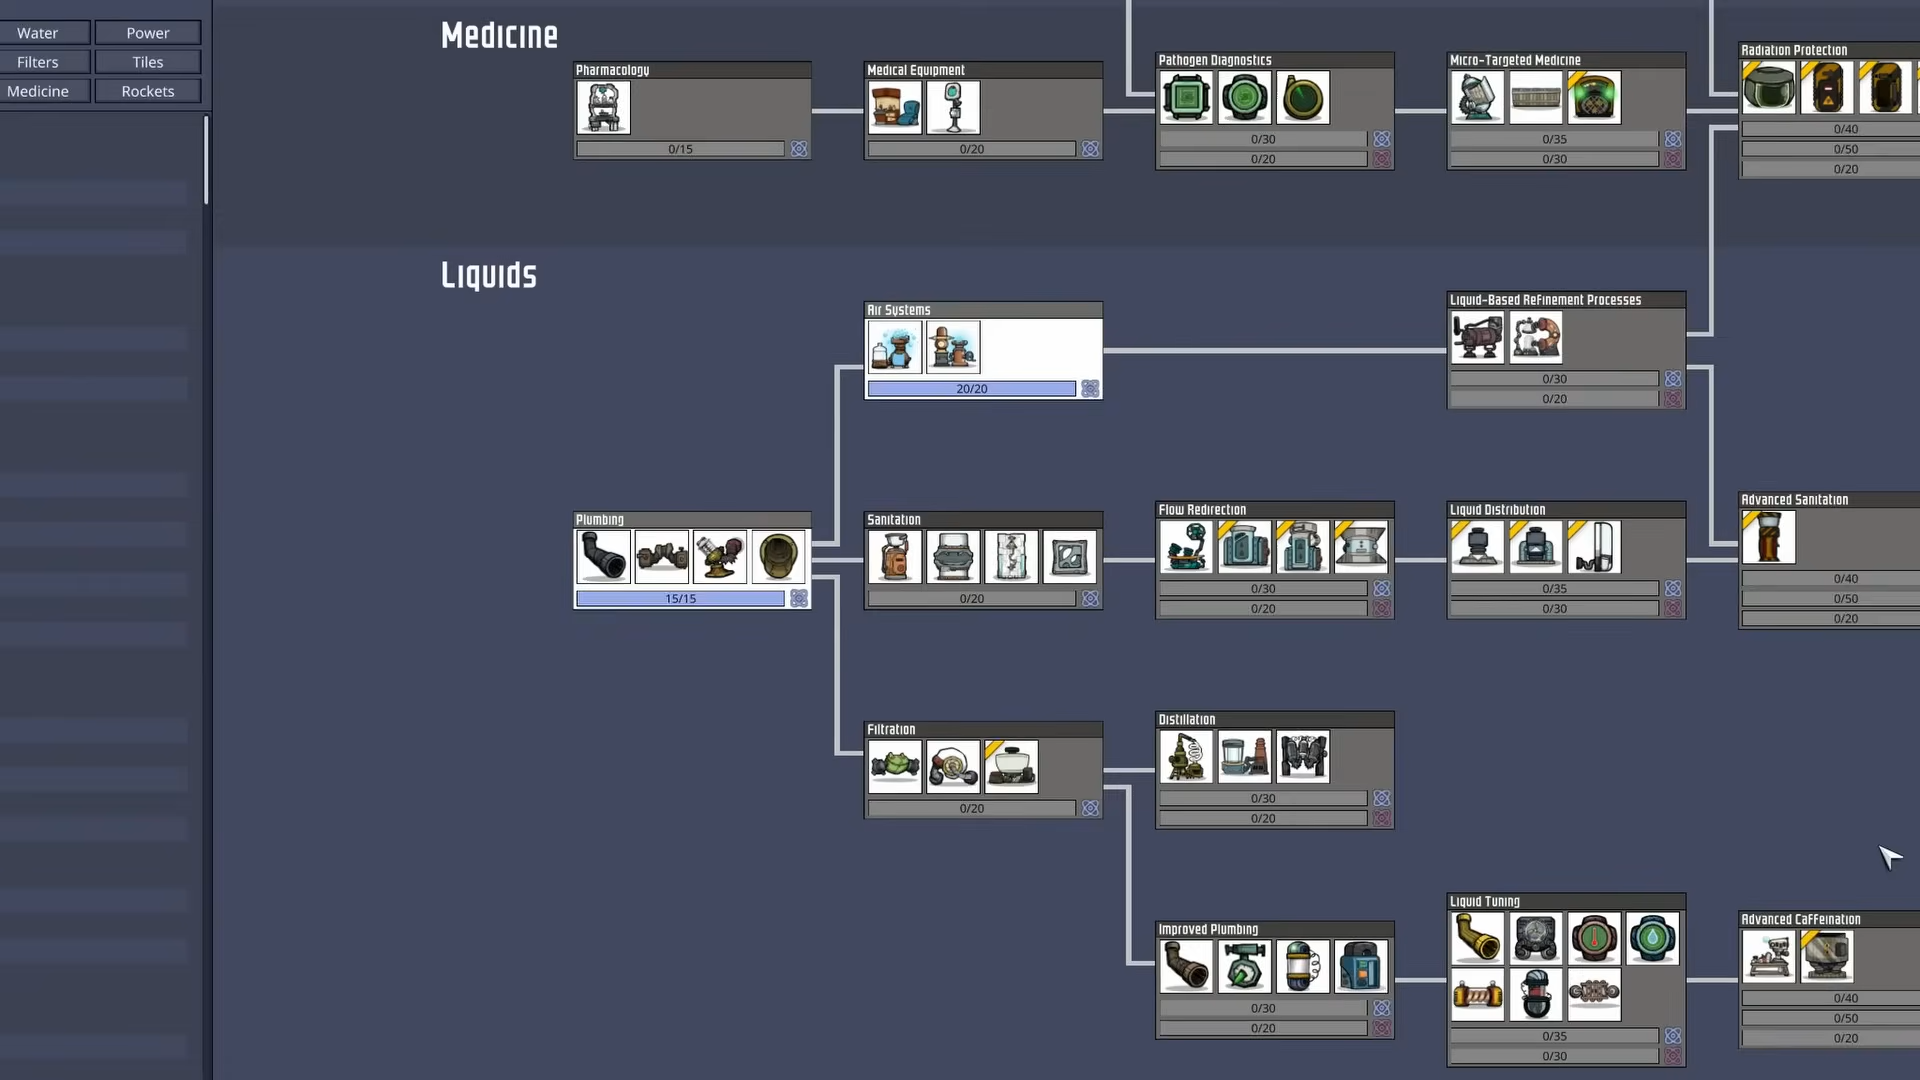 Water
Power
Filters
Tiles
Medicine
Rockets
Medicine
Pharmacology
0/15
Medical Equipment
0/20
Pathogen Diagnostics
0/30
0/20
Micro-Targeted Medicine
0/35
0/30
Radiation Protection
0/40
0/50
0/20
Liquids
Air Systems
20/20
Liquid-Based Refinement Processes
0/30
0/20
Plumbing
15/15
Sanitation
0/20
Flow Redirection
0/30
0/20
Liquid Distribution
0/35
0/30
Advanced Sanitation
0/40
0/50
0/20
Filtration
0/20
Distillation
0/30
0/20
Improved Plumbing
0/30
0/20
Liquid Tuning
0/35
0/30
Advanced Caffeination
0/40
0/50
0/20